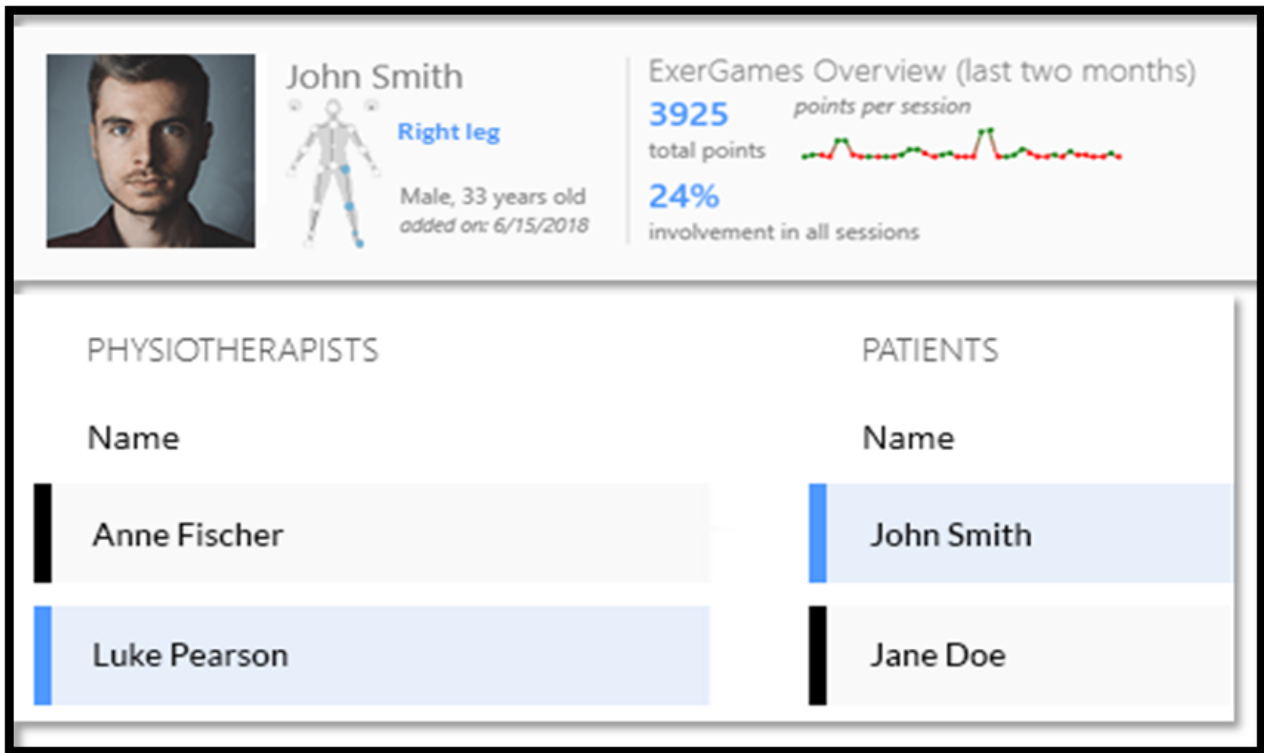 John Smith
Right leg
Male, 33 years old
added on: 6/15/2018
ExerGames Overview (last two months)
3925
points per session
total points
24%
involvement in all sessions
PHYSIOTHERAPISTS
Name
Anne Fischer
Luke Pearson
PATIENTS
Name
John Smith
Jane Doe